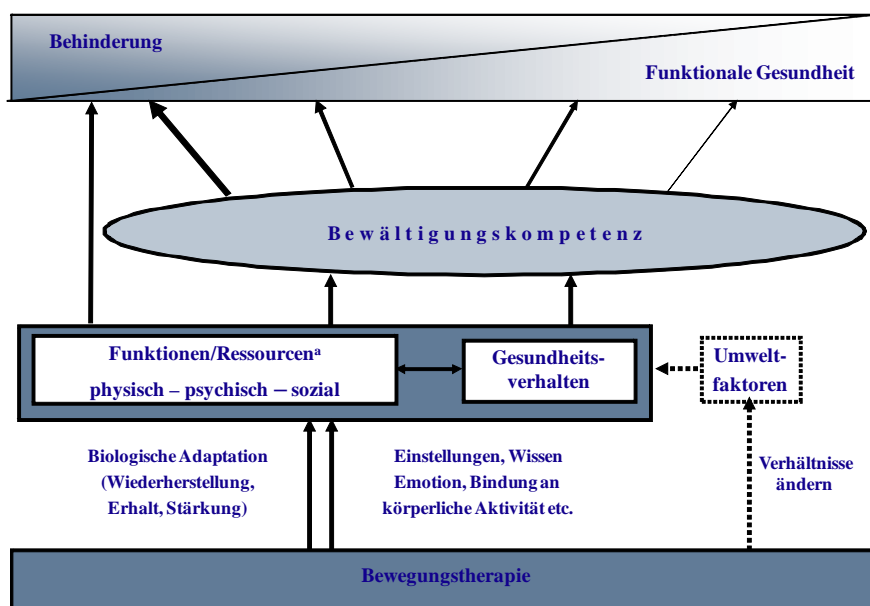 Behinderung
Funktionale Gesundheit
B e w ä l t i g u n g s k o m p e t e n z
Funktionen/Ressourcenᵃ
physisch – psychisch – sozial
Gesundheits-
verhalten
Umwelt-
faktoren
Biologische Adaptation
(Wiederherstellung,
Erhalt, Stärkung)
Einstellungen, Wissen
Emotion, Bindung an
körperliche Aktivität etc.
Verhältnisse
ändern
Bewegungstherapie